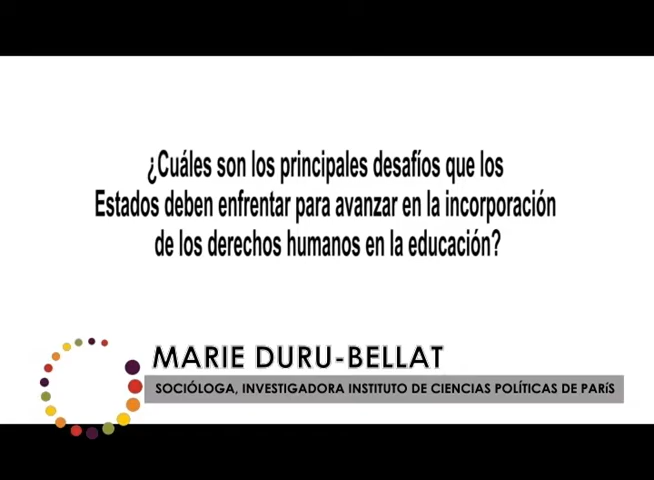 ¿Cuáles son los principales desafíos que los
Estados deben enfrentar para avanzar en la incorporación
de los derechos humanos en la educación?
MARIE DURU-BELLAT
SOCIÓLOGA, INVESTIGADORA INSTITUTO DE CIENCIAS POLÍTICAS DE PARíS